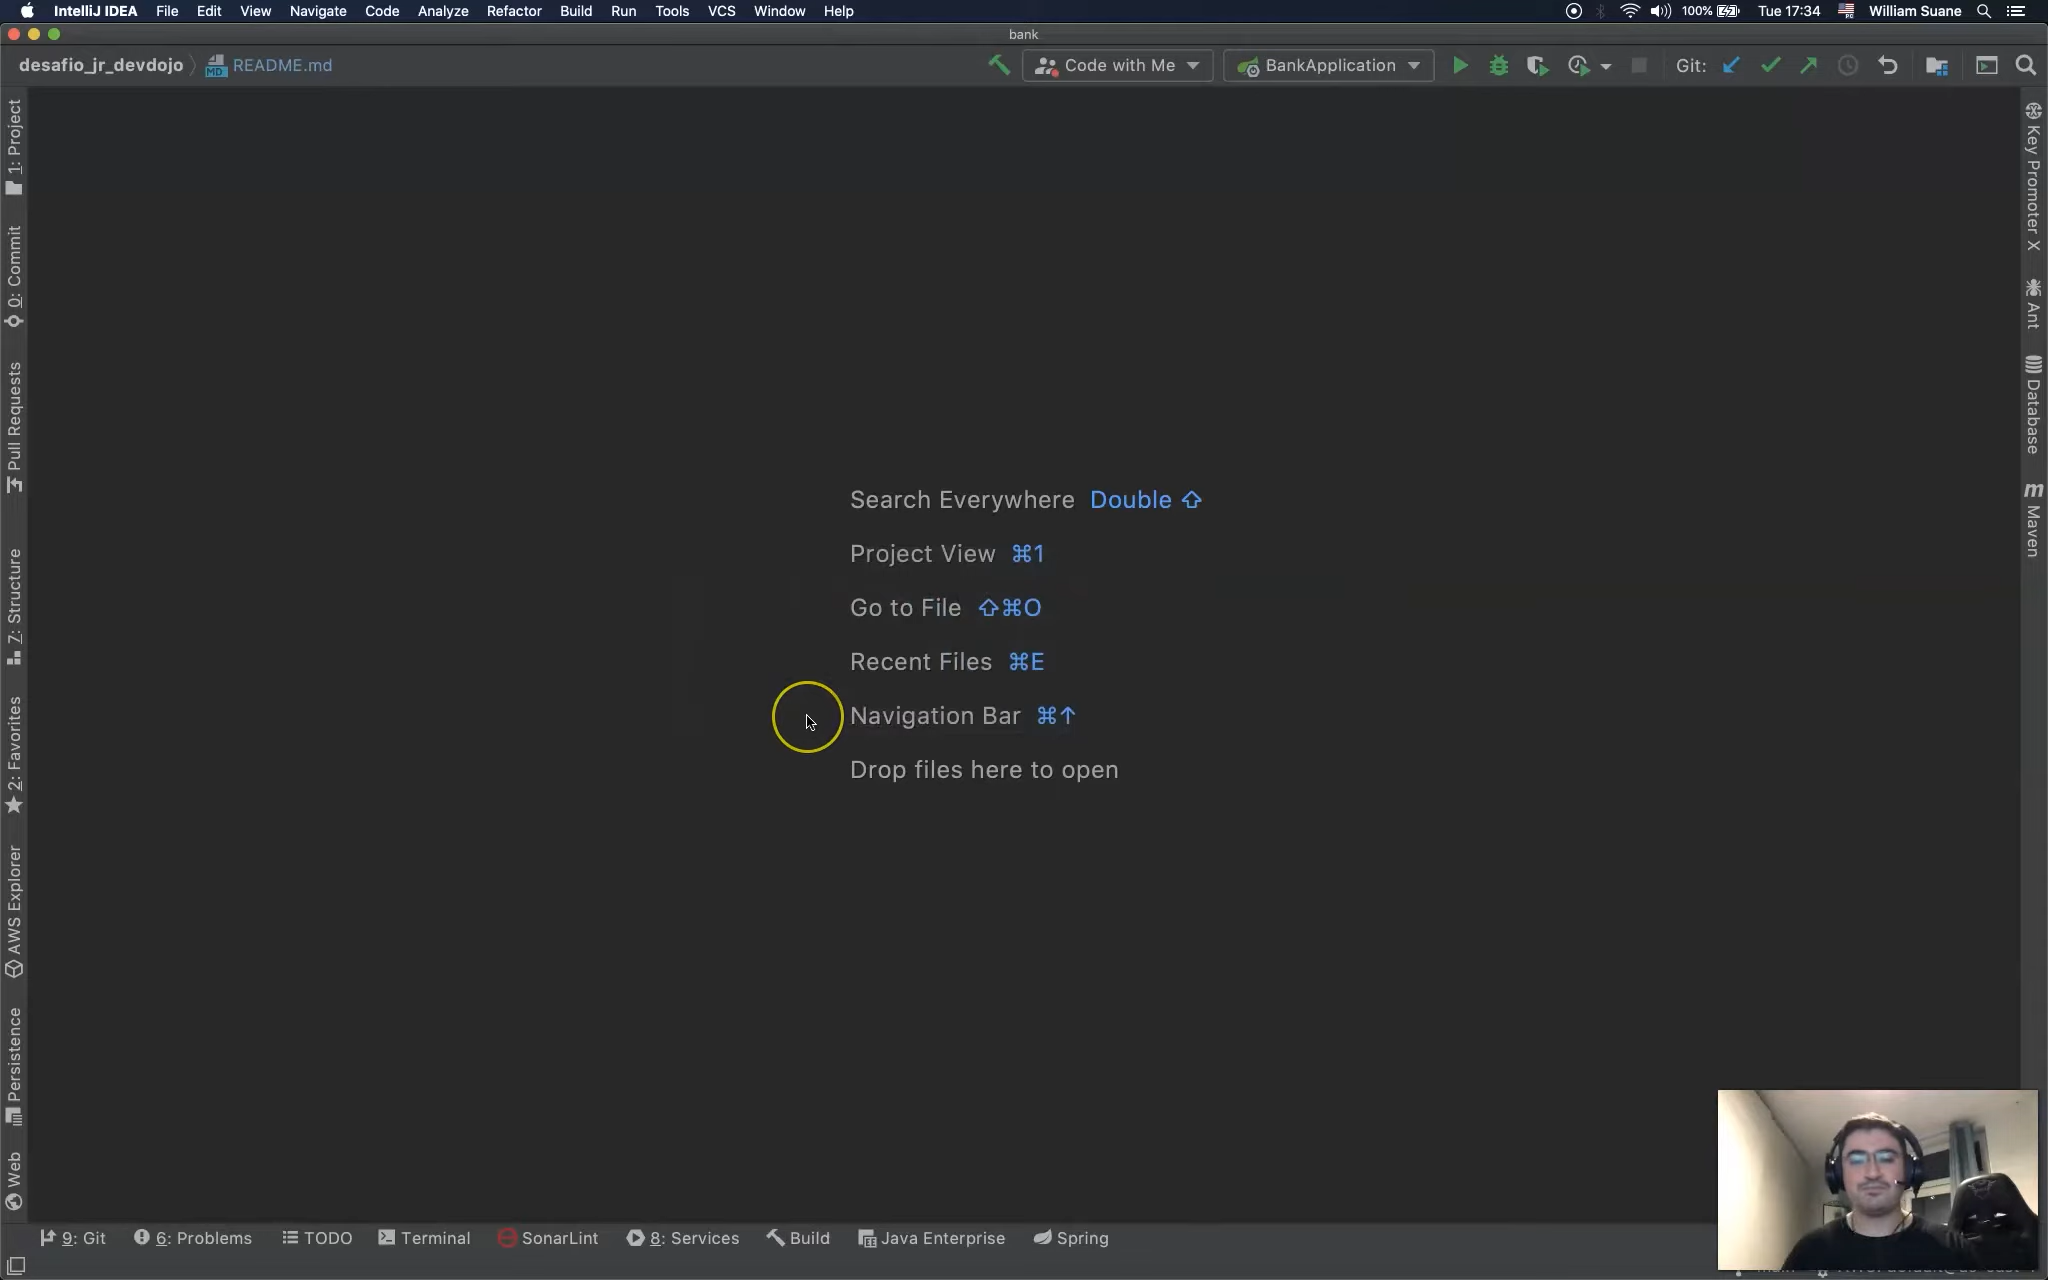 IntelliJ IDEA File Edit View Navigate Code Analyze Refactor Build Run Tools VCS Window Help 100% Tue 17:34 William Suane
bank
desafio_jr_devdojo README.md Code with Me BankApplication Git:
1: Project
0: Commit
Pull Requests
7: Structure
2: Favorites
AWS Explorer
Persistence
Web
Search Everywhere Double ⇧
Project View ⌘1
Go to File ⇧⌘O
Recent Files ⌘E
Navigation Bar ⌘↑
Drop files here to open
Key Promoter X
Ant
Database
m Maven
9: Git 6: Problems TODO Terminal SonarLint 8: Services Build Java Enterprise Spring